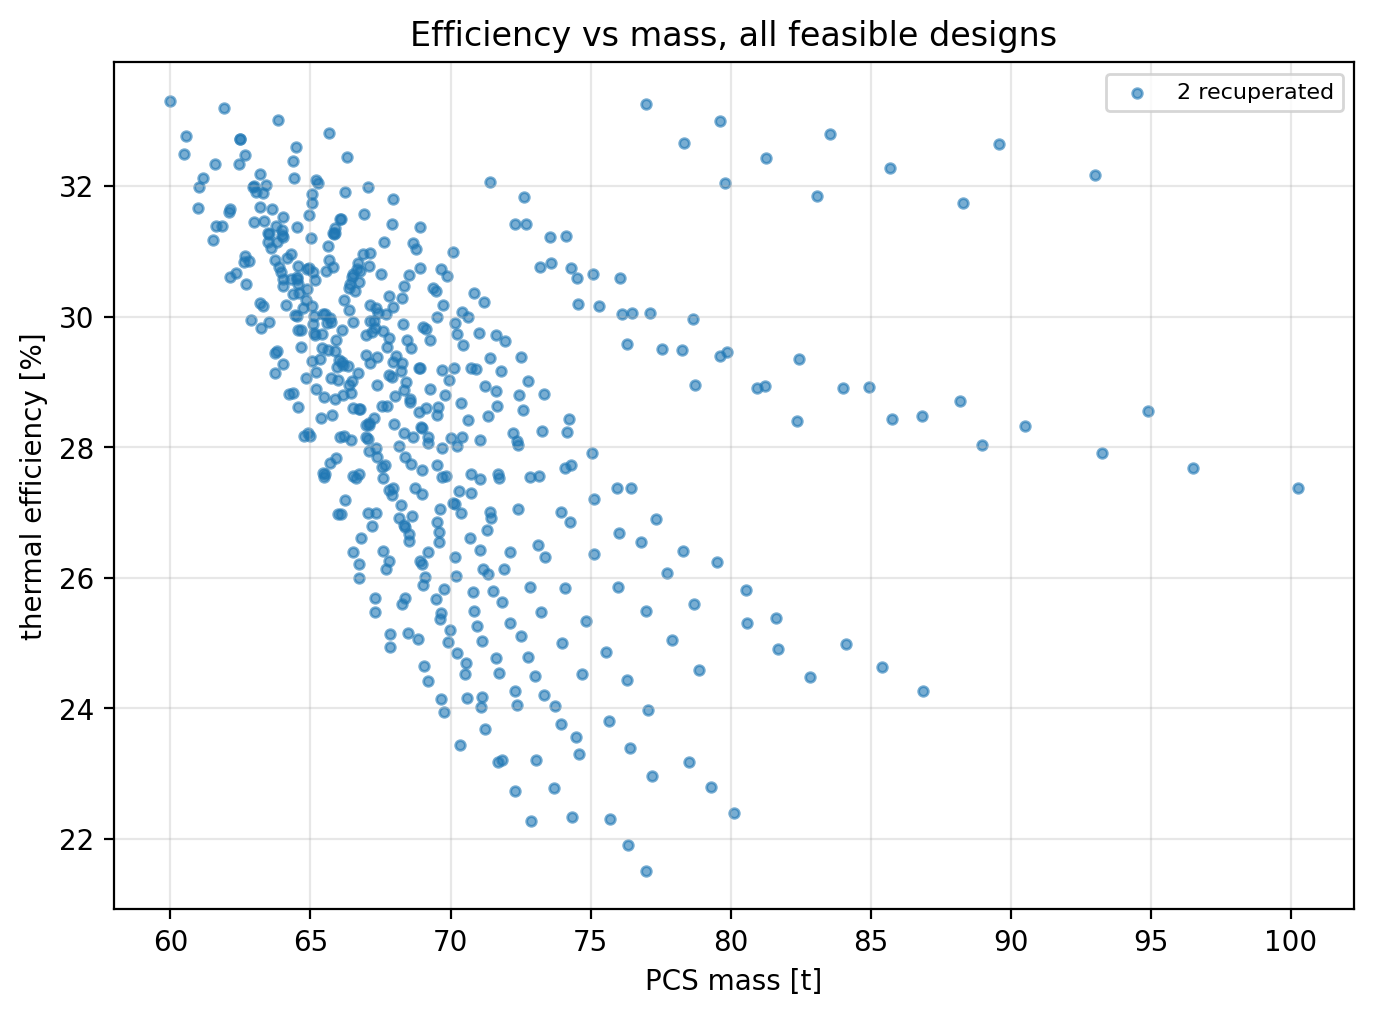 Efficiency vs mass, all feasible designs
2 recuperated
thermal efficiency [%]
32
30
28
26
24
22
60 65 70 75 80 85 90 95 100
PCS mass [t]